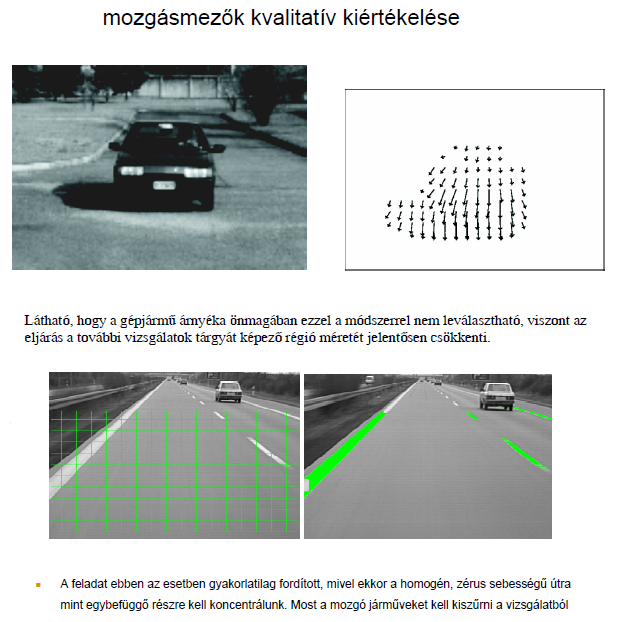 mozgásmezők kvalitatív kiértékelése
Látható, hogy a gépjármű árnyéka önmagában ezzel a módszerrel nem leválasztható, viszont az
eljárás a további vizsgálatok tárgyát képező régió méretét jelentősen csökkenti.
A feladat ebben az esetben gyakorlatilag fordított, mivel ekkor a homogén, zérus sebességű útra
mint egybefüggő részre kell koncentrálunk. Most a mozgó járműveket kell kiszűrni a vizsgálatból